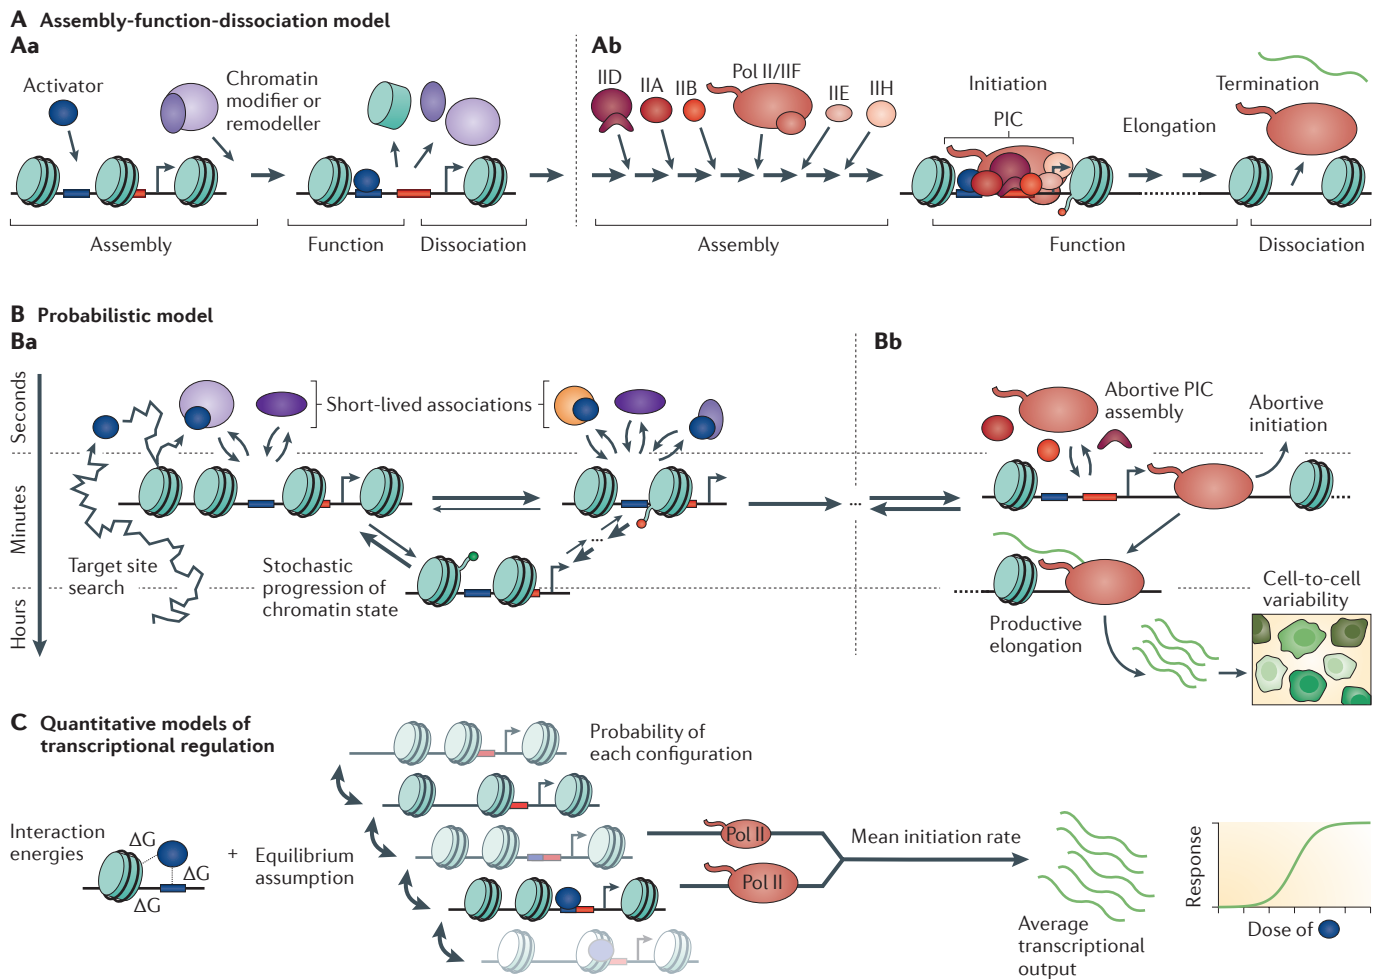 A Assembly-function-dissociation model
Aa
Activator
Chromatin
modifier or
remodeller
Assembly
Function
Dissociation
Ab
IID
IIA
IIB
Pol II/IIF
IIE
IIH
Initiation
PIC
Elongation
Termination
Assembly
Function
Dissociation
B Probabilistic model
Ba
Seconds
Minutes
Hours
Short-lived associations
Target site
search
Stochastic
progression of
chromatin state
...
...
Bb
Abortive PIC
assembly
Abortive
initiation
Productive
elongation
Cell-to-cell
variability
C Quantitative models of
transcriptional regulation
Interaction
energies
ΔG
ΔG
ΔG
+
Equilibrium
assumption
Probability of
each configuration
Pol II
Pol II
Mean initiation rate
Average
transcriptional
output
Response
Dose of